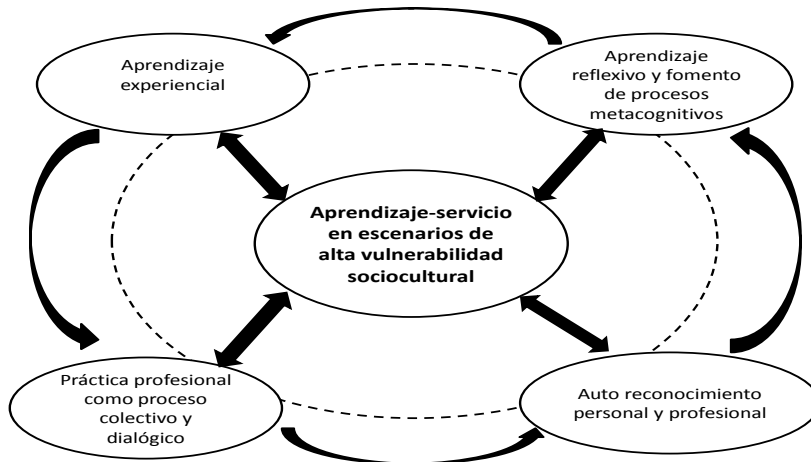 Aprendizaje
experiencial
Aprendizaje
reflexivo y fomento
de procesos
metacognitivos
Aprendizaje-servicio
en escenarios de
alta vulnerabilidad
sociocultural
Práctica profesional
como proceso
colectivo y
dialógico
Auto reconocimiento
personal y profesional